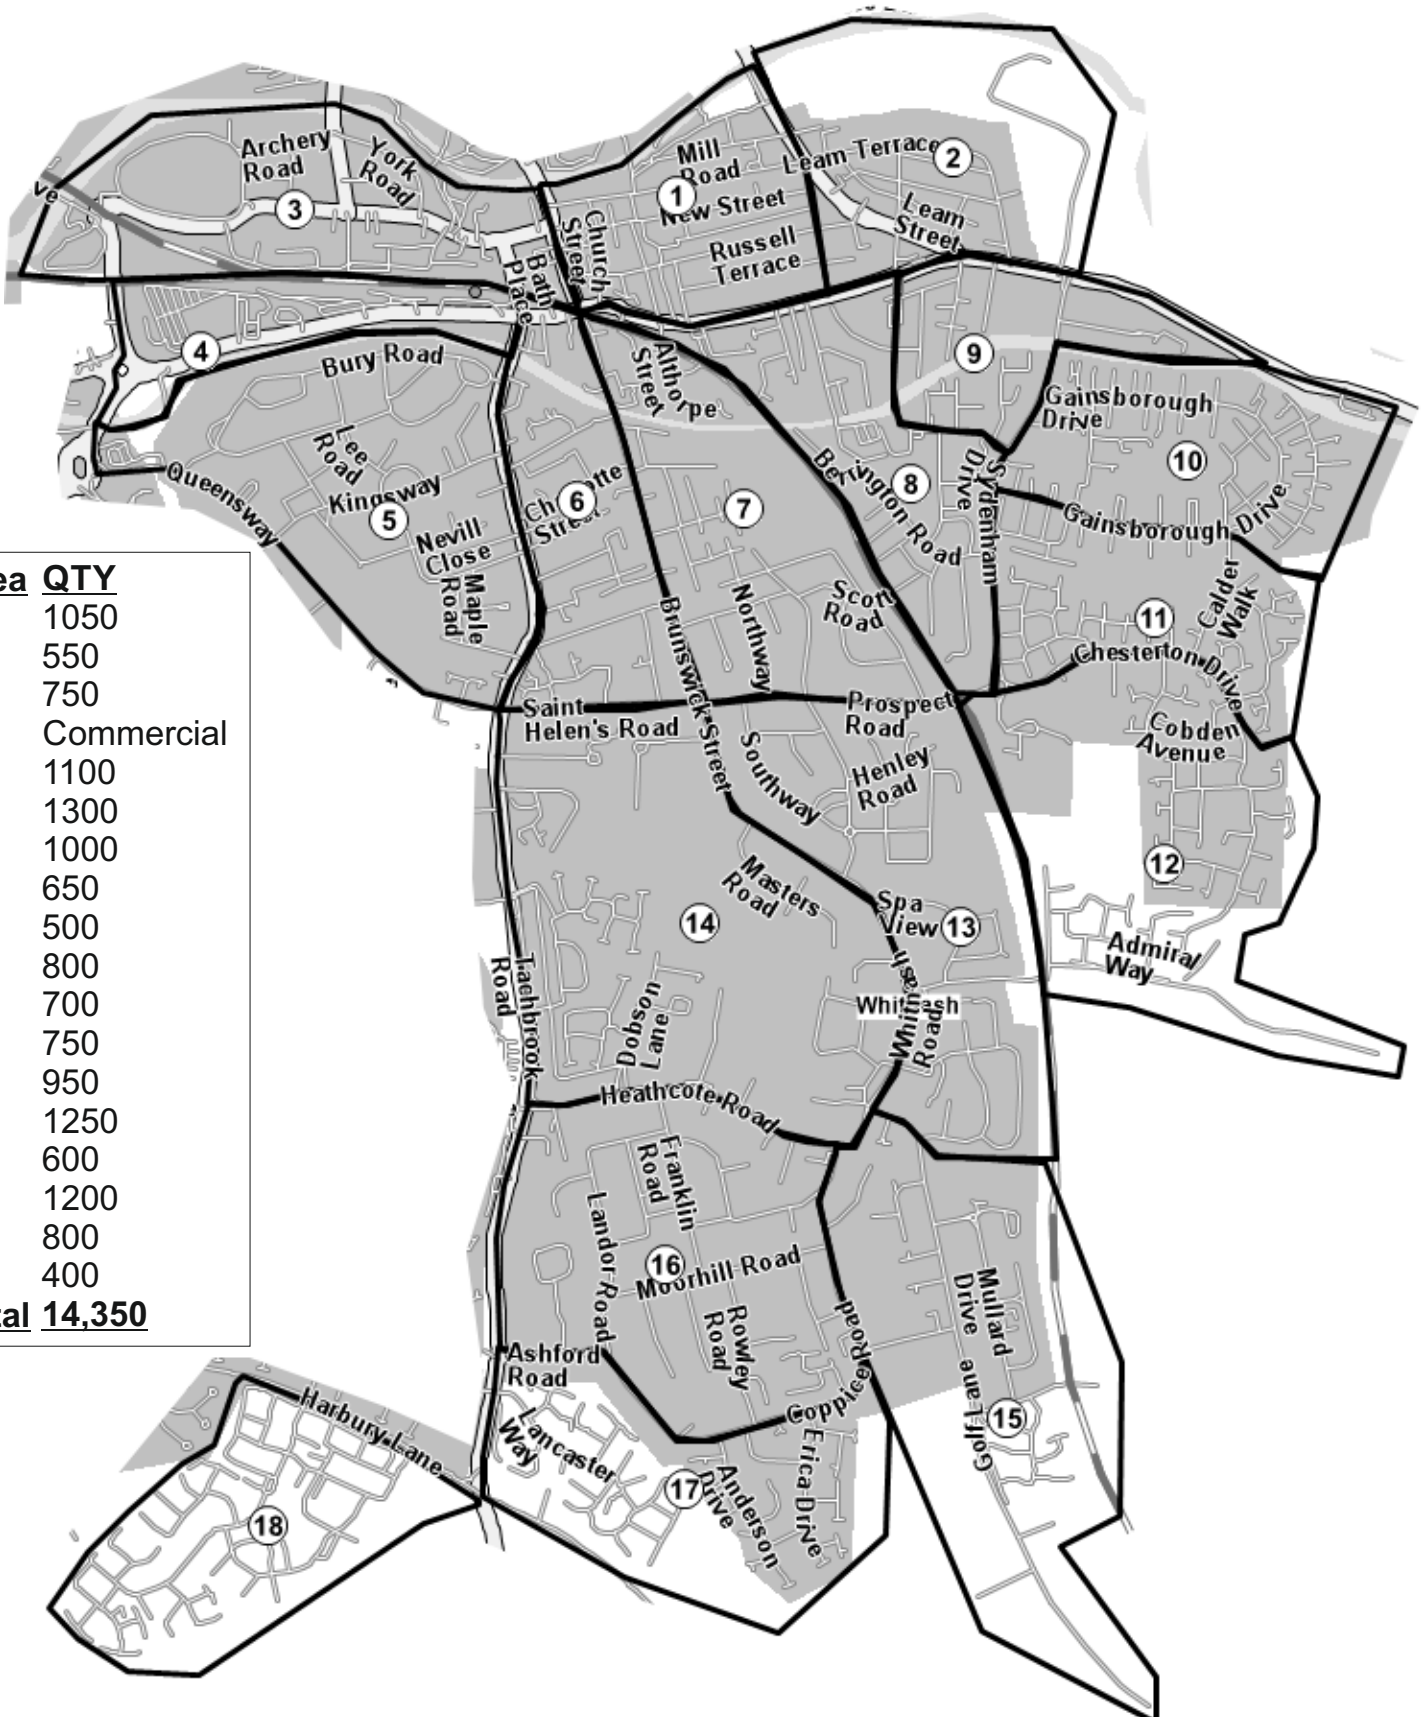 Archery
Road
York
Road
3
Mill
Road
1
New Street
Russell
Terrace
Leam Terrace
2
Leam
Street
Church
Street
Bath
Place
ve
4
Bury Road
Lee
Road
Kingsway
5
Queensway
Nevill
Close
Maple
Road
6
Street
Althorpe
Street
7
Northway
Brunswick Street
Berrington Road
8
Scott
Road
Sydenham
Drive
9
Gainsborough
Drive
10
Gainsborough Drive
Calder
Walk
11
Chesterton Drive
Cobden
Avenue
12
Admiral
Way
Saint
Helen's Road
Prospect
Road
Southway
Henley
Road
Masters
Road
Spa
View
13
14
Whitnash
Whitnash
Road
Tachbrook
Road
Dobson
Lane
Heathcote Road
Franklin
Road
Landor Road
16
Moorhill Road
Rowley
Road
Coppice Road
Mullard
Drive
Golf Lane
15
Ashford
Road
Lancaster
Way
17
Anderson
Drive
Erica Drive
Harbury Lane
18
ea QTY
1050
550
750
Commercial
1100
1300
1000
650
500
800
700
750
950
1250
600
1200
800
400
tal 14,350